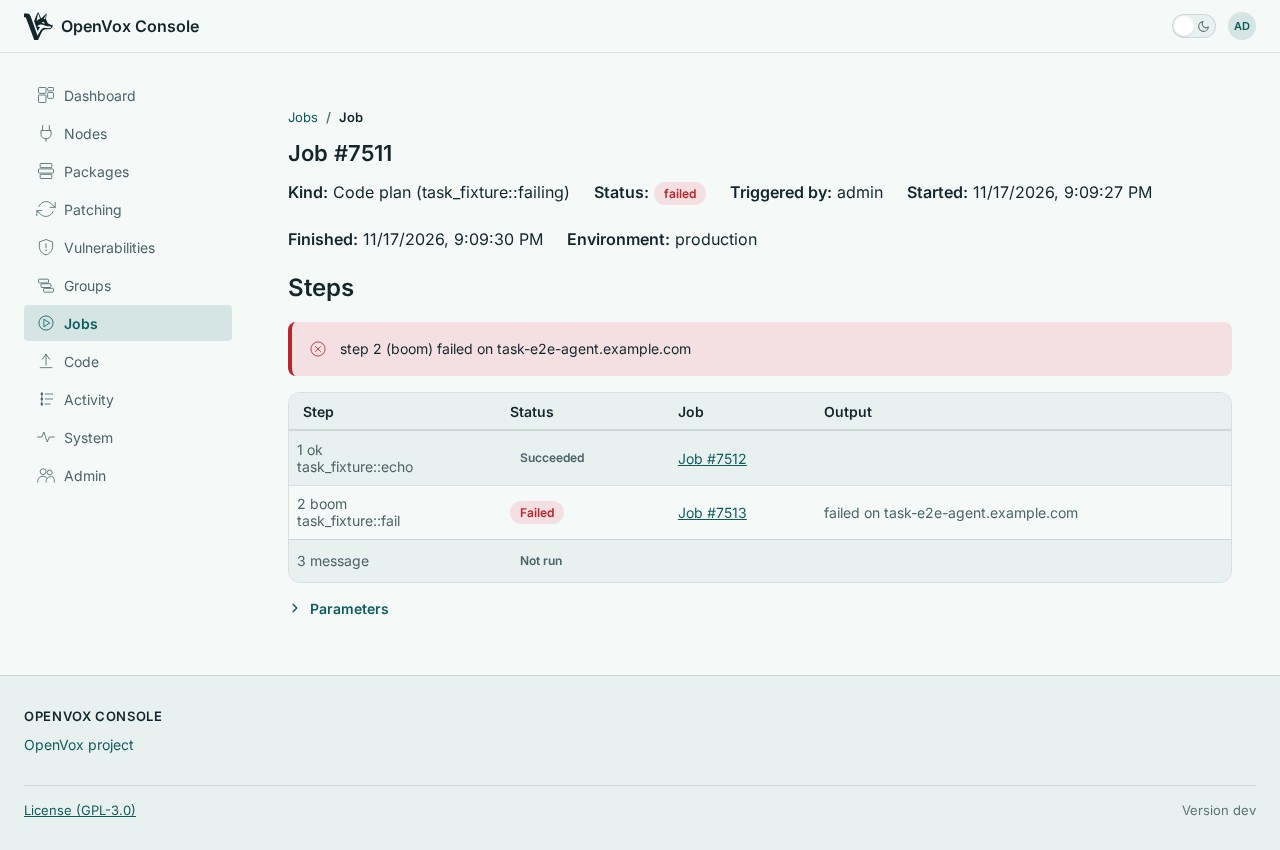 OpenVox Console
AD
Dashboard
Nodes
Packages
Patching
Vulnerabilities
Groups
Jobs
Code
Activity
System
Admin
Jobs / Job
Job #7511
Kind: Code plan (task_fixture::failing) Status: failed Triggered by: admin Started: 11/17/2026, 9:09:27 PM
Finished: 11/17/2026, 9:09:30 PM Environment: production
Steps
step 2 (boom) failed on task-e2e-agent.example.com
Step Status Job Output
1 ok
task_fixture::echo
Succeeded Job #7512
2 boom
task_fixture::fail
Failed Job #7513 failed on task-e2e-agent.example.com
3 message Not run
Parameters
OPENVOX CONSOLE
OpenVox project
License (GPL-3.0) Version dev